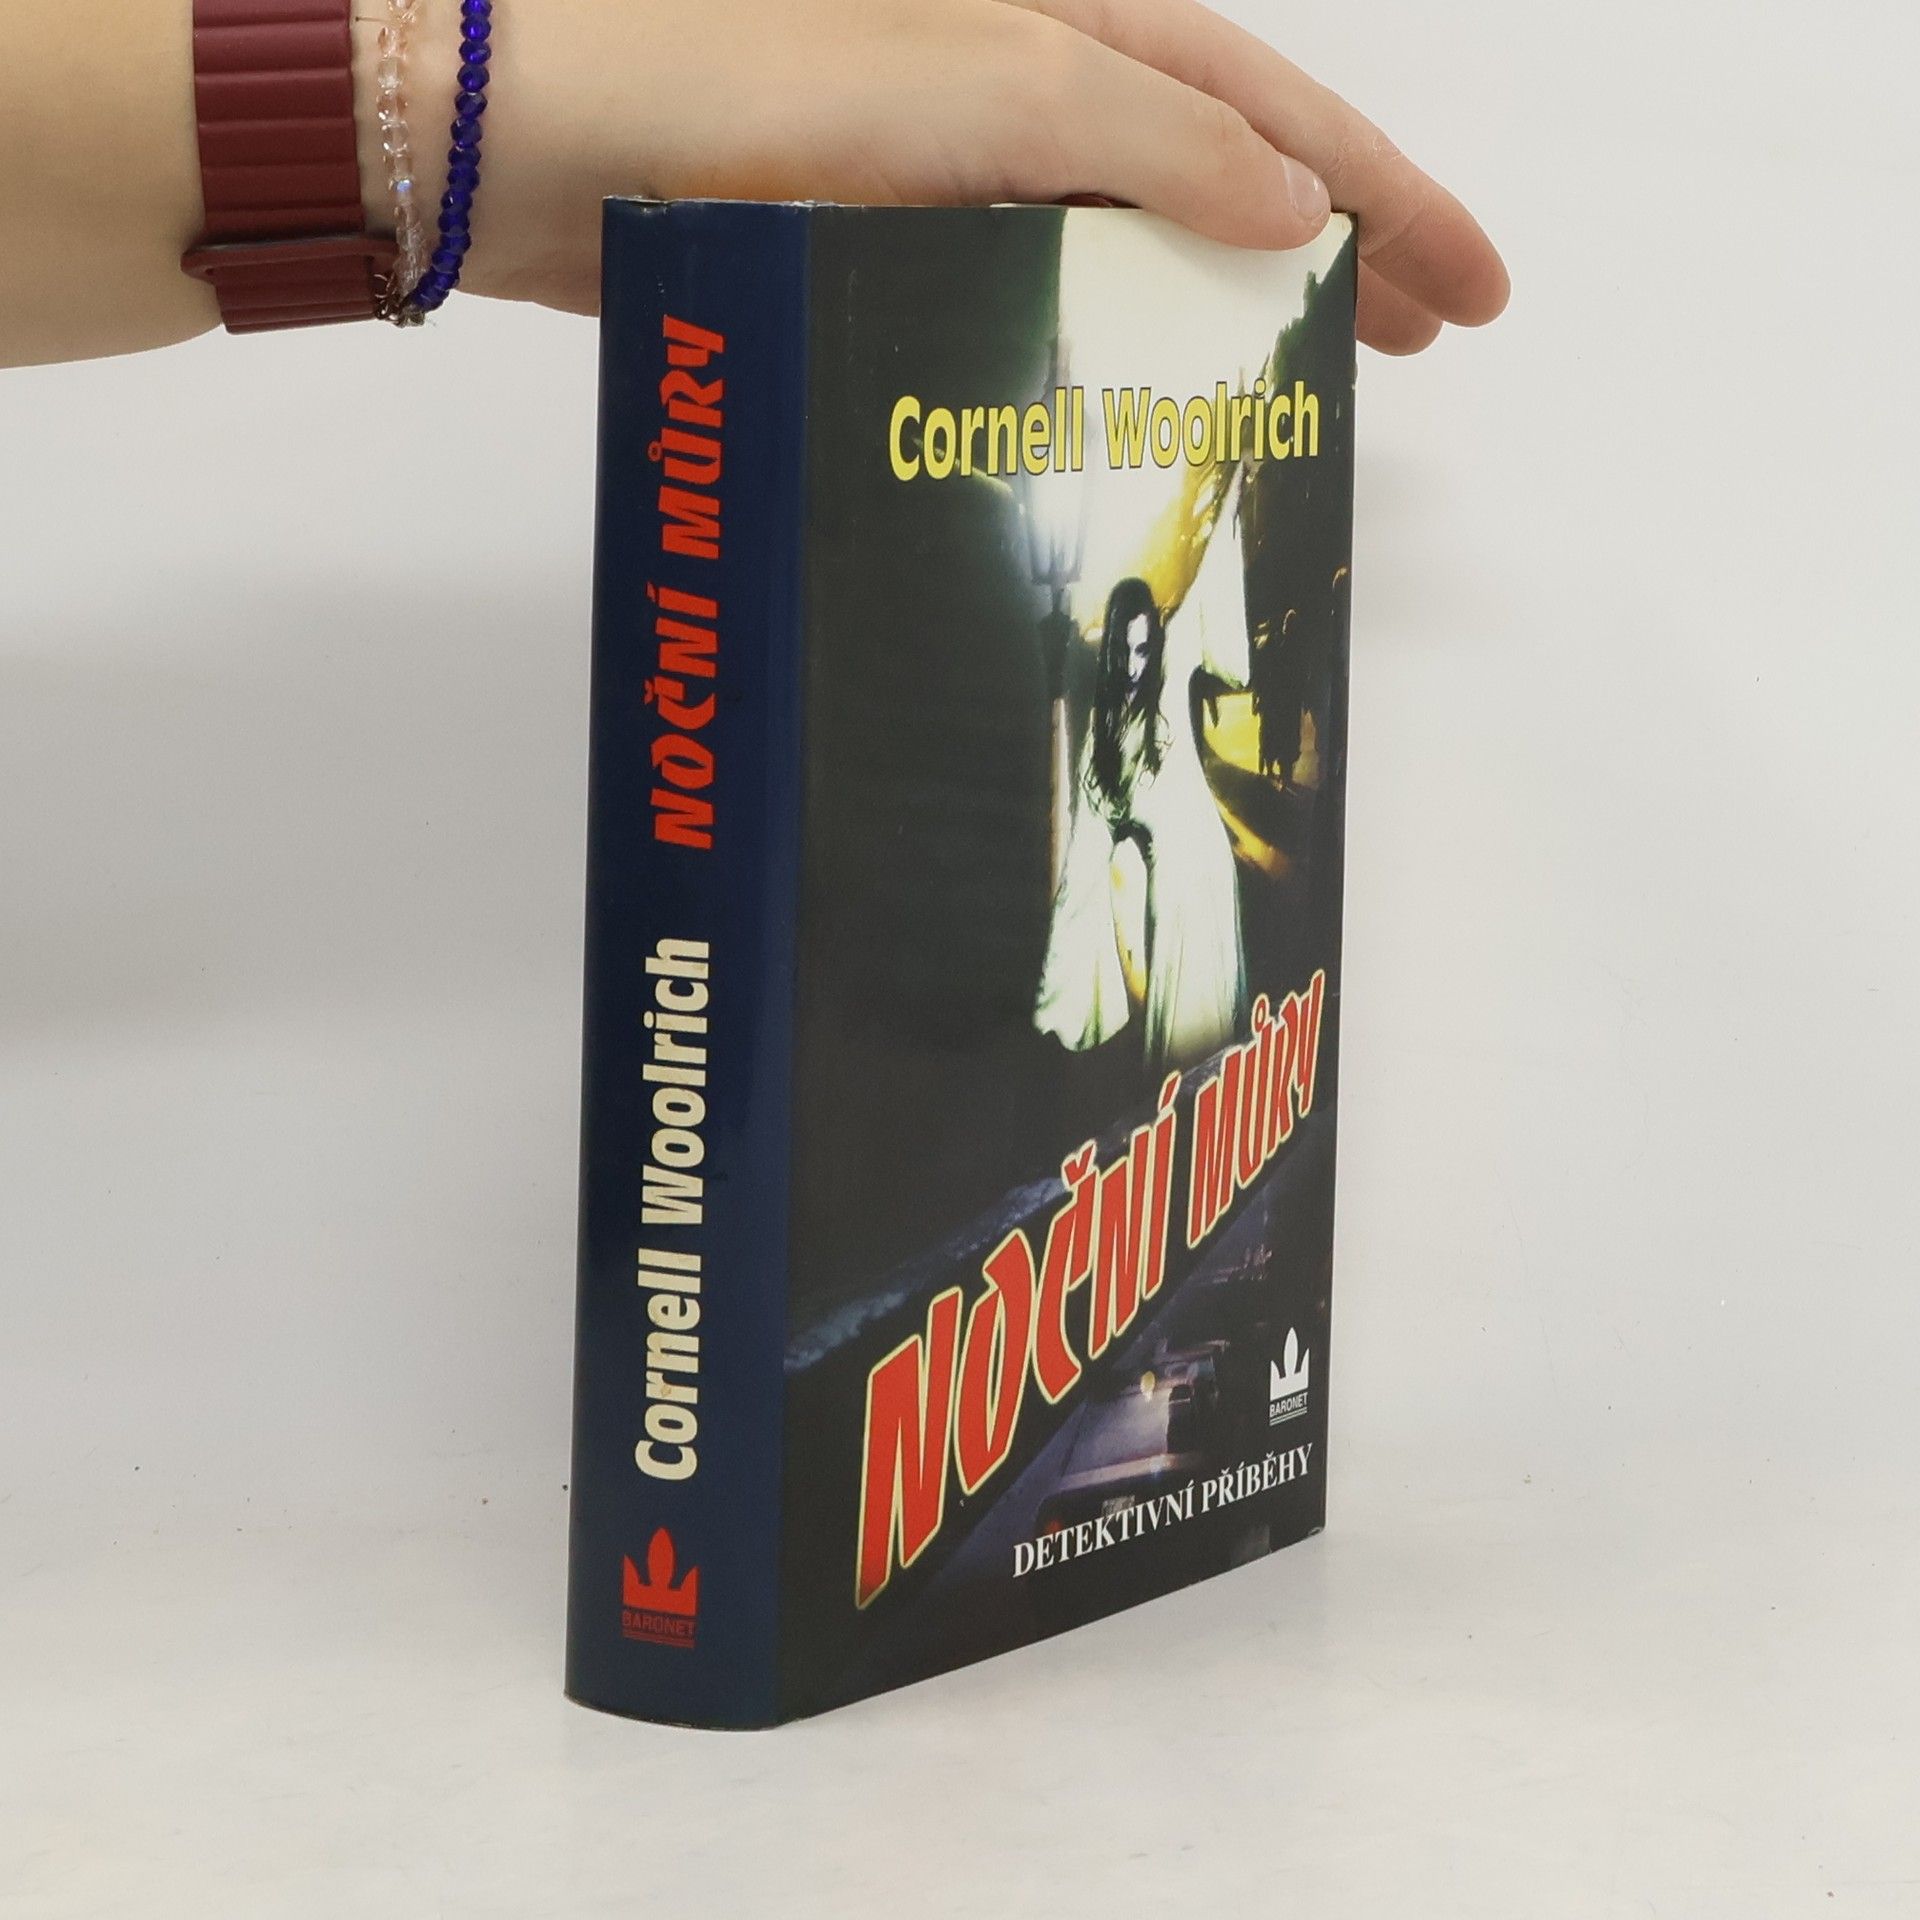 Cornell Woolrich NOČNÍ MŮRY
BARONET
Cornell Woolrich
NOČNÍ MŮRY
BARONET
DETEKTIVNÍ PŘÍBĚHY